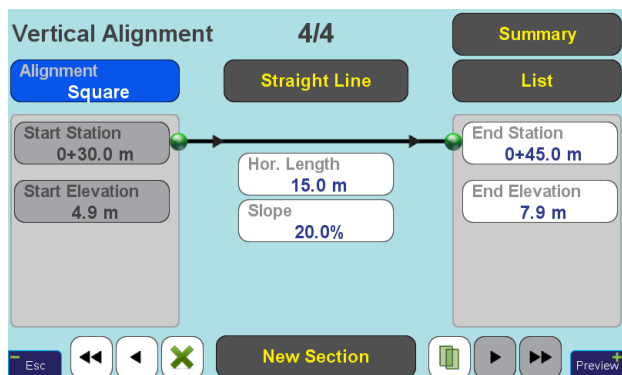 Vertical Alignment 4/4 Summary
Alignment
Square
Straight Line
List
Start Station
0+30.0 m
Start Elevation
4.9 m
Hor. Length
15.0 m
Slope
20.0%
End Station
0+45.0 m
End Elevation
7.9 m
Esc
New Section
Preview